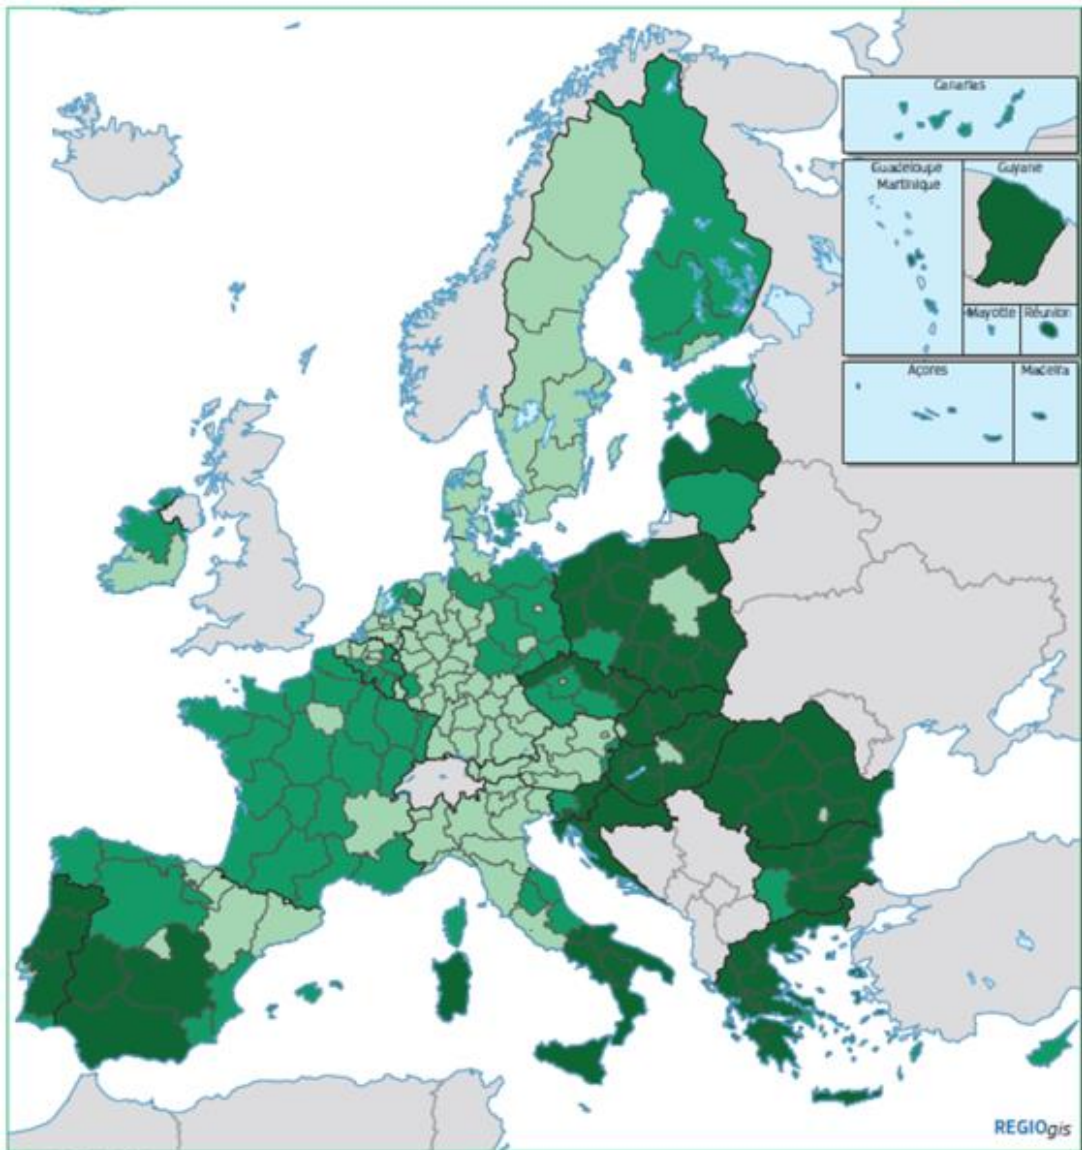 Canarias
Guadeloupe
Martinique
Guyane
Mayotte
Réunion
Açores
Madeira
REGIOgis